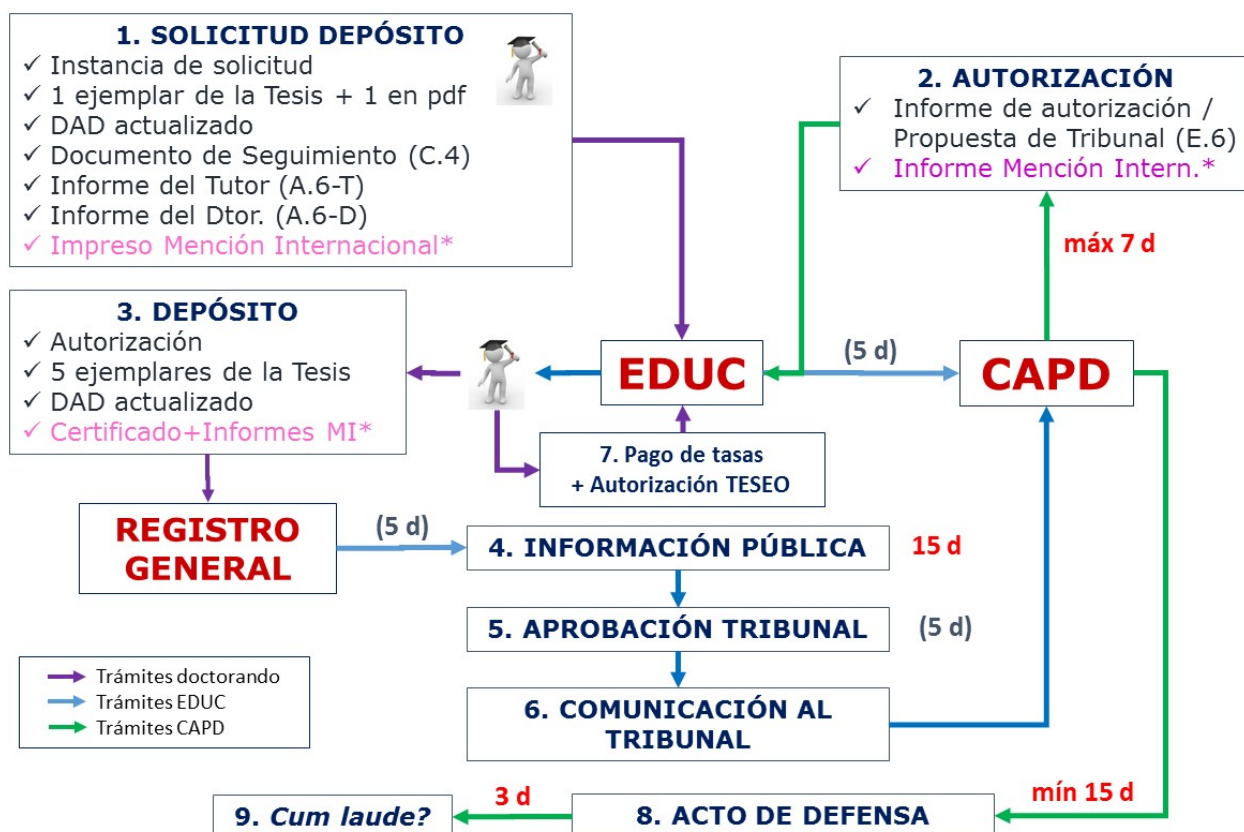 1. SOLICITUD DEPÓSITO
✓ Instancia de solicitud
✓ 1 ejemplar de la Tesis + 1 en pdf
✓ DAD actualizado
✓ Documento de Seguimiento (C.4)
✓ Informe del Tutor (A.6-T)
✓ Informe del Dtor. (A.6-D)
✓ Impreso Mención Internacional*
2. AUTORIZACIÓN
✓ Informe de autorización /
Propuesta de Tribunal (E.6)
✓ Informe Mención Intern.*
máx 7 d
3. DEPÓSITO
✓ Autorización
✓ 5 ejemplares de la Tesis
✓ DAD actualizado
✓ Certificado+Informes MI*
EDUC
(5 d)
CAPD
7. Pago de tasas
+ Autorización TESEO
REGISTRO
GENERAL
(5 d)
4. INFORMACIÓN PÚBLICA
15 d
5. APROBACIÓN TRIBUNAL
(5 d)
6. COMUNICACIÓN AL
TRIBUNAL
Trámites doctorando
Trámites EDUC
Trámites CAPD
mín 15 d
8. ACTO DE DEFENSA
3 d
9. Cum laude?